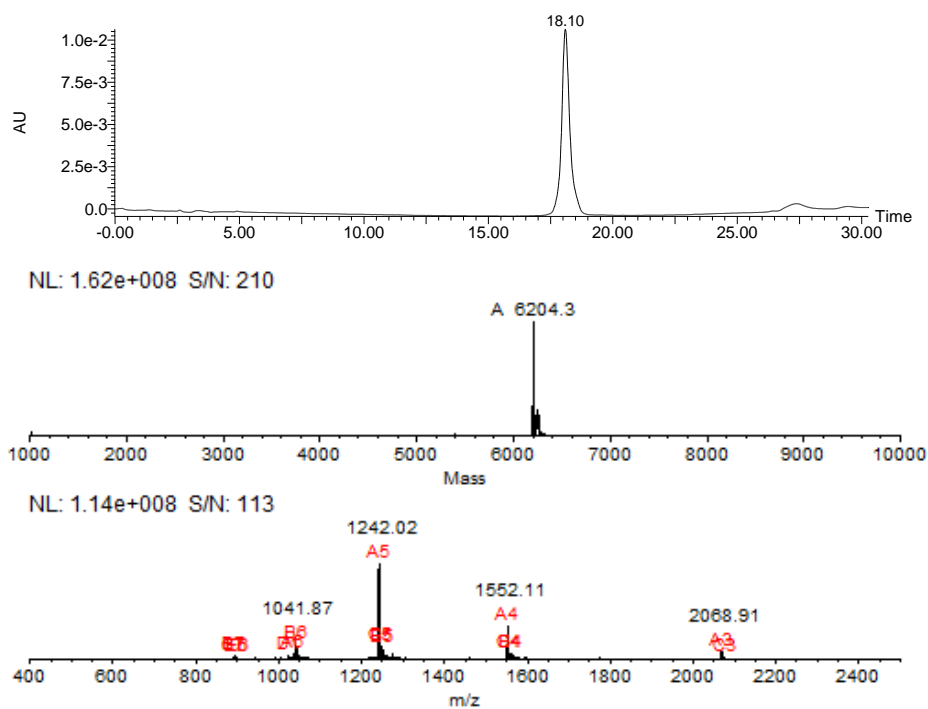 18.10
1.0e-2
7.5e-3
5.0e-3
2.5e-3
0.0
AU
-0.00 5.00 10.00 15.00 20.00 25.00 30.00 Time
NL: 1.62e+008 S/N: 210
A 6204.3
1000 2000 3000 4000 5000 6000 7000 8000 9000 10000
Mass
NL: 1.14e+008 S/N: 113
1242.02
A5
1552.11
A4
1041.87
B6
2068.91
A3
400 600 800 1000 1200 1400 1600 1800 2000 2200 2400
m/z